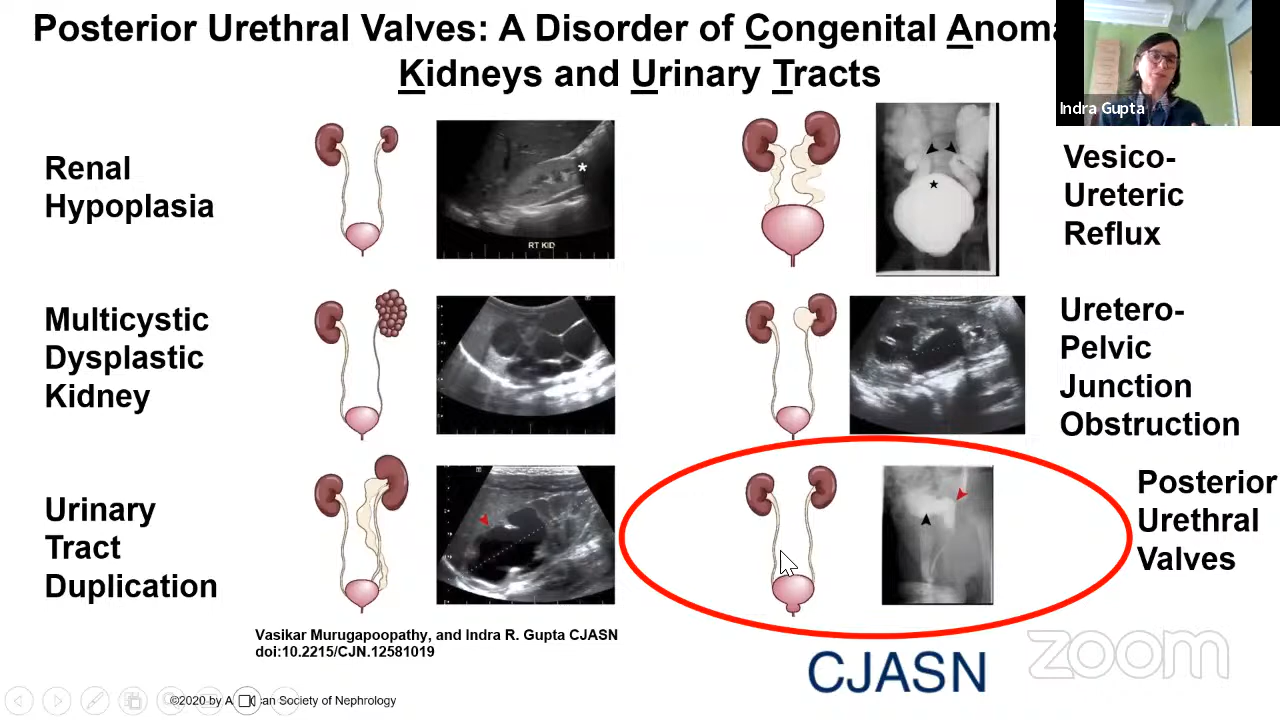 Posterior Urethral Valves: A Disorder of Congenital
Kidneys and Urinary Tracts
Indra Gupta
Renal
Hypoplasia
*
RT KID
Vesico-
Ureteric
Reflux
Multicystic
Dysplastic
Kidney
Uretero-
Pelvic
Junction
Obstruction
Urinary
Tract
Duplication
Posterior
Urethral
Valves
Vasikar Murugapoopathy, and Indra R. Gupta CJASN
doi:10.2215/CJN.12581019
CJASN
zoom
©2020 by Society of Nephrology